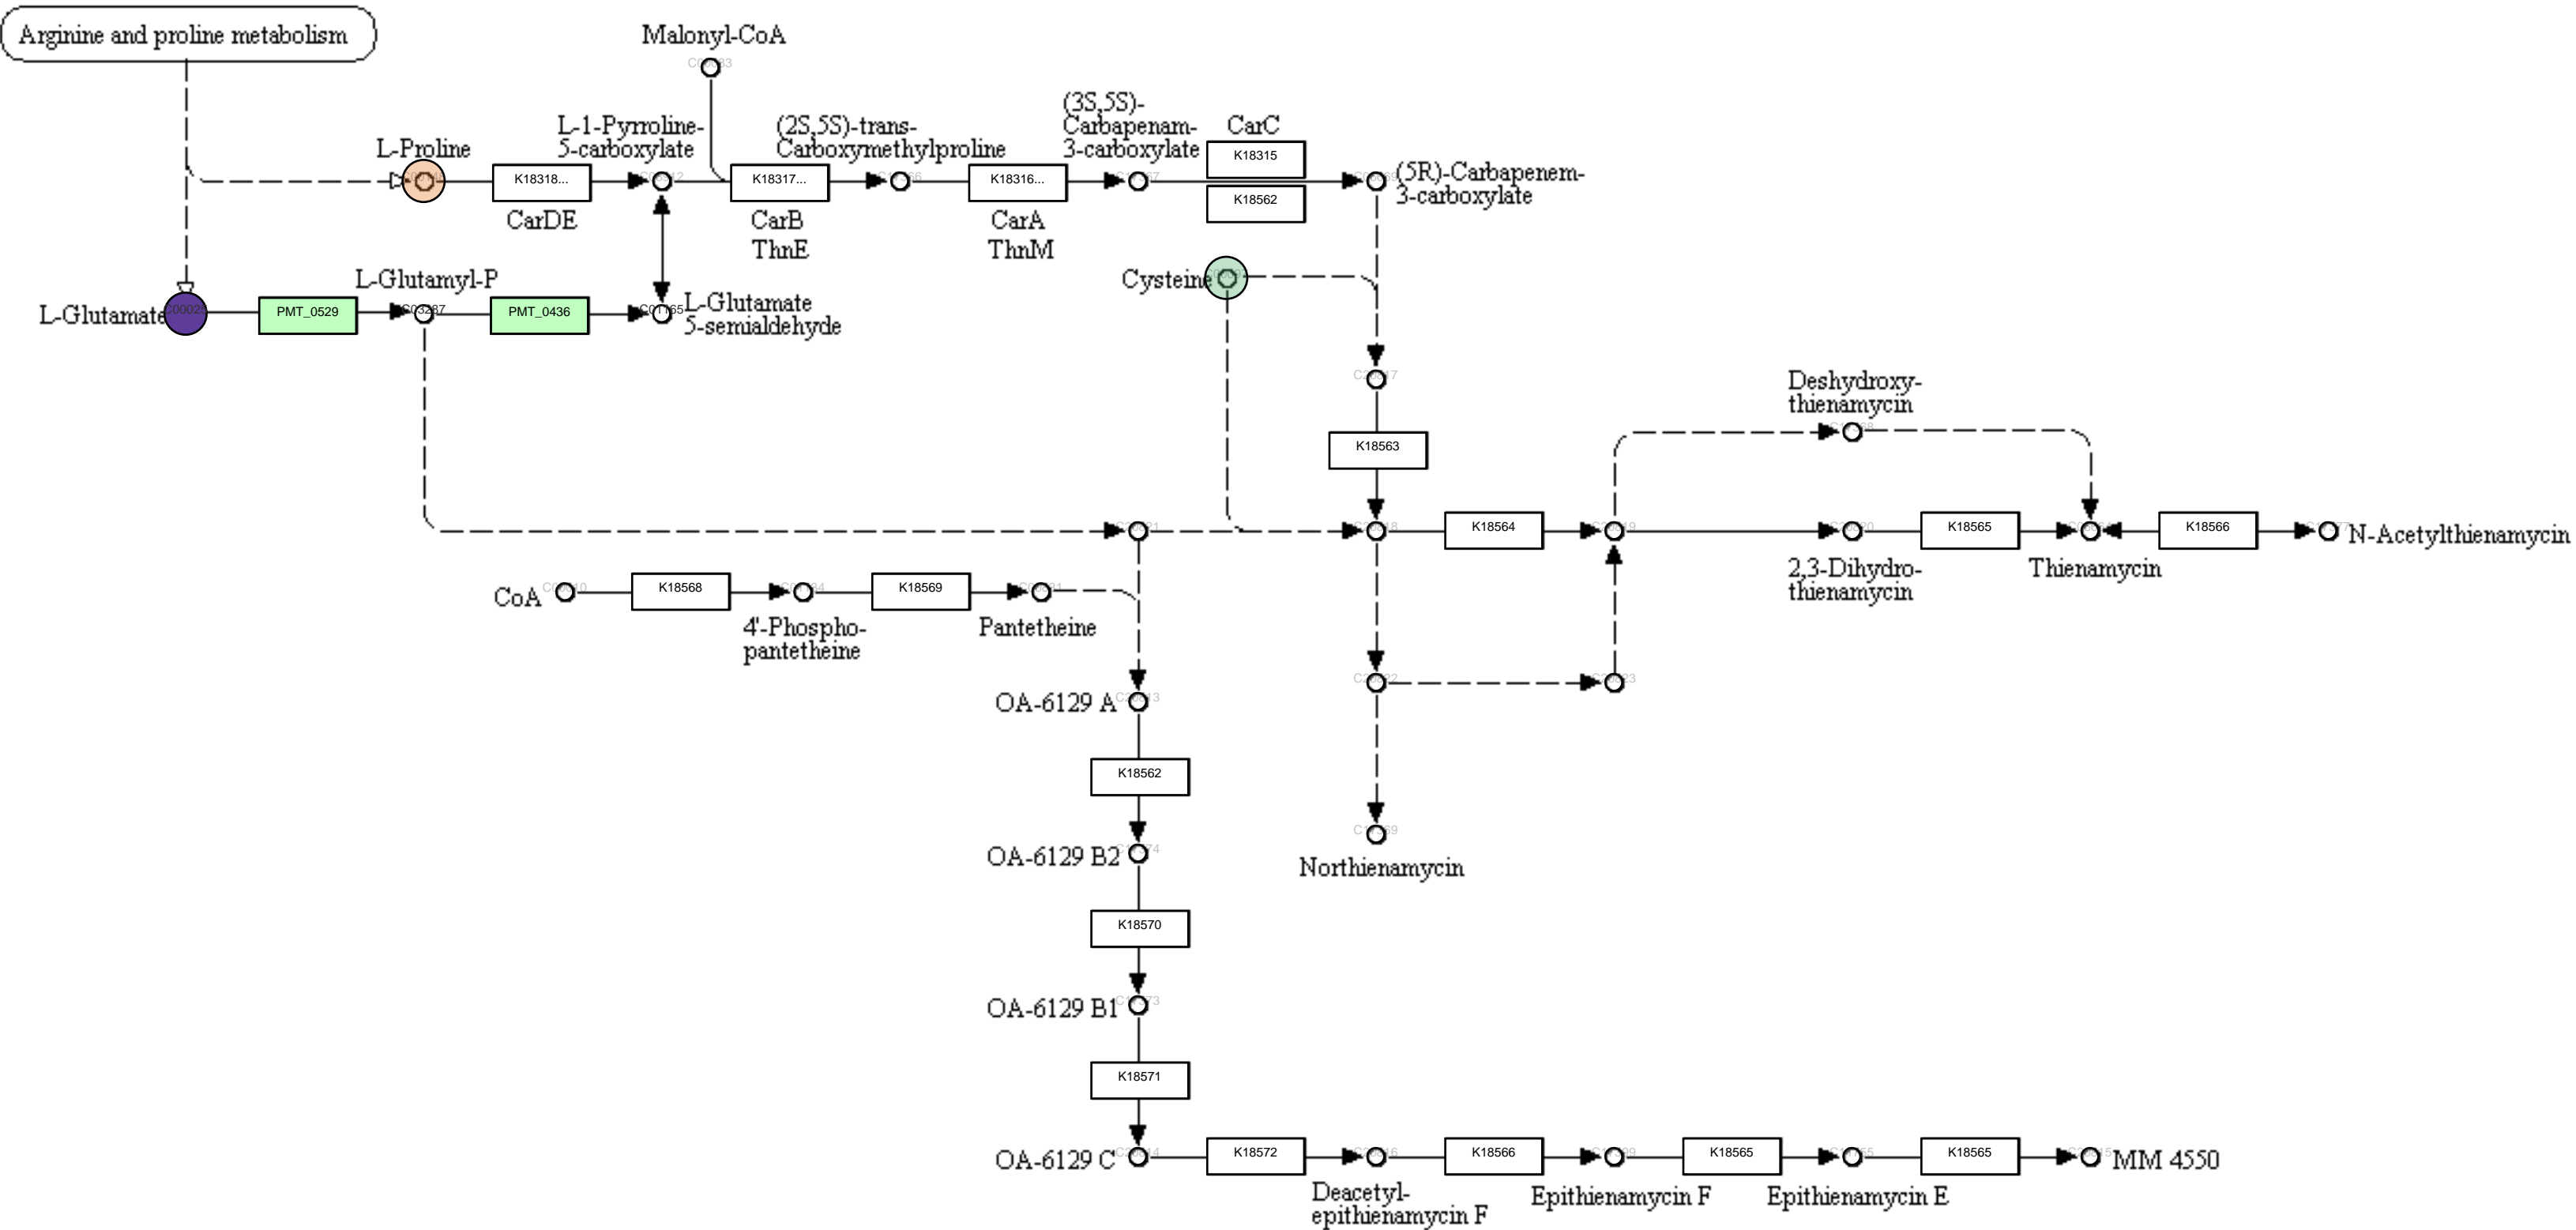 Arginine and proline metabolism
Malonyl-CoA
(3S,5S)-
Carbapenam-
3-carboxylate
CarC
L-1-Pyrroline-
5-carboxylate
(2S,5S)-trans-
Carboxymethylproline
L-Proline
K18315
K18318...
K18317...
K18316...
K18562
(5R)-Carbapenem-
3-carboxylate
CarDE
CarB
ThnE
CarA
ThnM
Cysteine
L-Glutamyl-P
L-Glutamate
PMT_0529
PMT_0436
L-Glutamate
5-semialdehyde
Deshydroxy-
thienamycin
K18563
K18564
K18565
K18566
N-Acetylthienamycin
2,3-Dihydro-
thienamycin
Thienamycin
CoA
K18568
K18569
4'-Phospho-
pantetheine
Pantetheine
OA-6129 A
K18562
OA-6129 B2
Northienamycin
K18570
OA-6129 B1
K18571
OA-6129 C
K18572
K18566
K18565
K18565
MM 4550
Deacetyl-
epithienamycin F
Epithienamycin F
Epithienamycin E